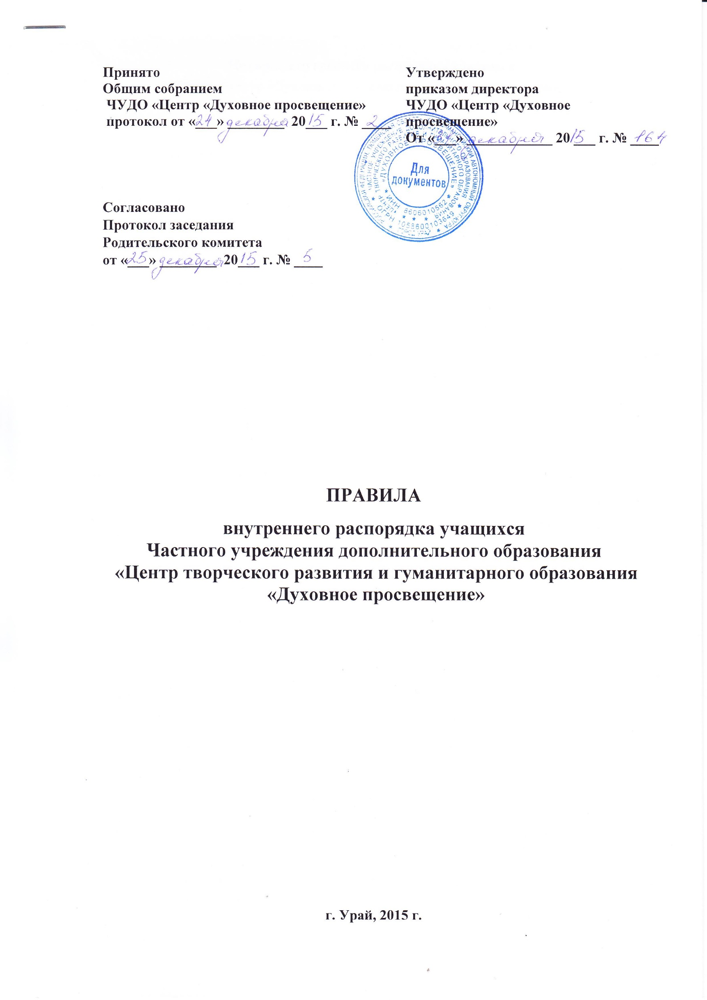 Принято
Общим собранием
ЧУДО «Центр «Духовное просвещение»
протокол от «24» декабря 2015 г. № 2
Утверждено
приказом директора
ЧУДО «Центр «Духовное
просвещение»
От « » декабря 2015 г. № 164
Для
документов
«ДУХОВНОЕ ПРОСВЕЩЕНИЕ»
ИНН 8606010562
ОГРН 1058600103649
Согласовано
Протокол заседания
Родительского комитета
от «25» декабря 2015 г. № 5
ПРАВИЛА
внутреннего распорядка учащихся
Частного учреждения дополнительного образования
«Центр творческого развития и гуманитарного образования
«Духовное просвещение»
г. Урай, 2015 г.